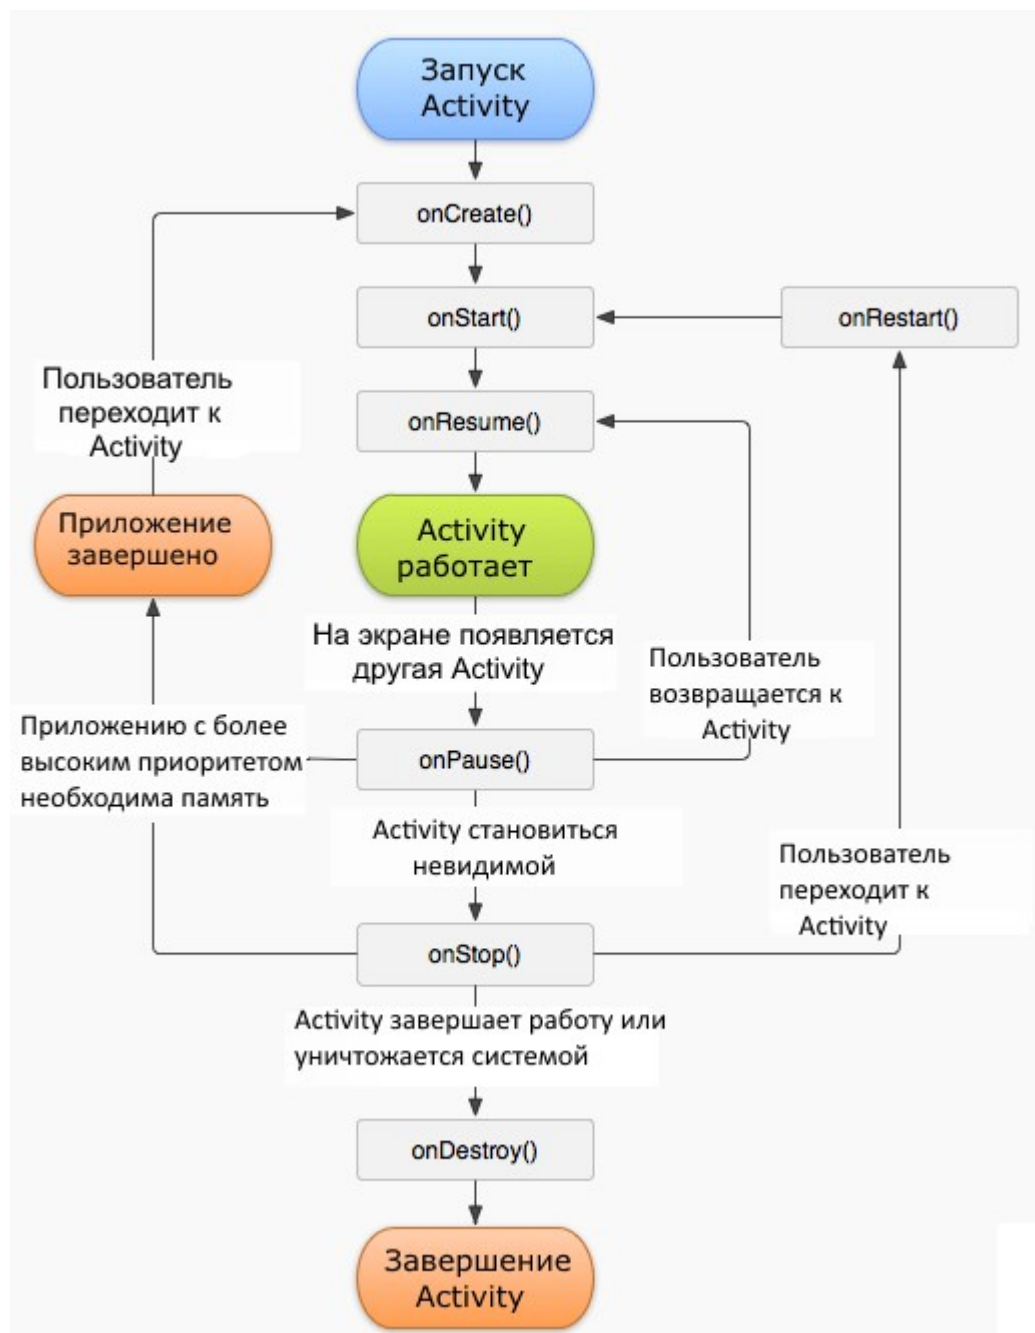 Запуск
Activity
onCreate()
onStart()
onRestart()
Пользователь
переходит к
Activity
onResume()
Приложение
завершено
Activity
работает
На экране появляется
другая Activity
Пользователь
возвращается к
Activity
Приложению с более
высоким приоритетом
необходима память
onPause()
Activity становиться
невидимой
Пользователь
переходит к
Activity
onStop()
Activity завершает работу или
уничтожается системой
onDestroy()
Завершение
Activity